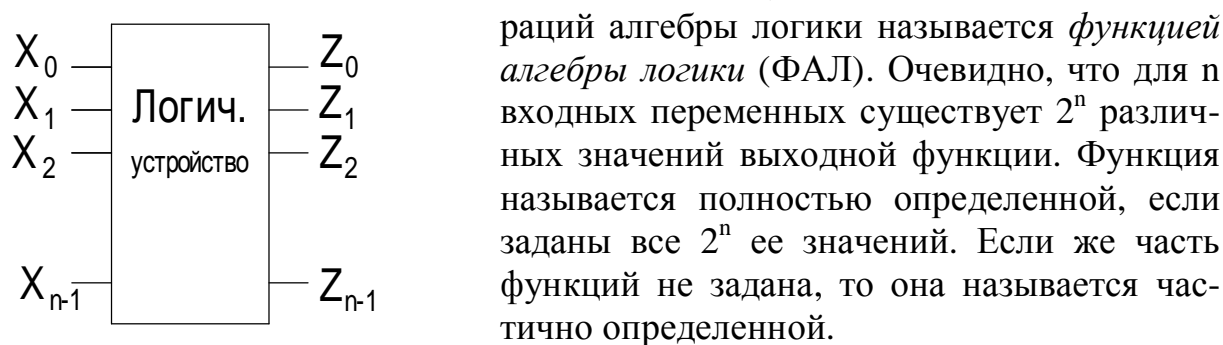 X0
X1
X2
Xn-1
Логич.
устройство
Z0
Z1
Z2
Zn-1
раций алгебры логики называется функцией
алгебры логики (ФАЛ). Очевидно, что для n
входных переменных существует 2^n различ-
ных значений выходной функции. Функция
называется полностью определенной, если
заданы все 2^n ее значений. Если же часть
функций не задана, то она называется час-
тично определенной.